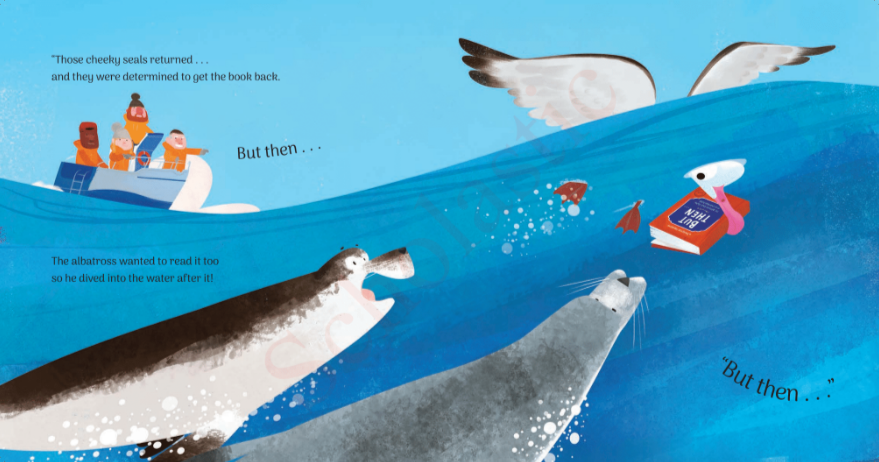 "Those cheeky seals returned . . .
and they were determined to get the book back.
But then . . .
The albatross wanted to read it too
so he dived into the water after it!
BUT
THEN
"But then . . ."
Scholastic